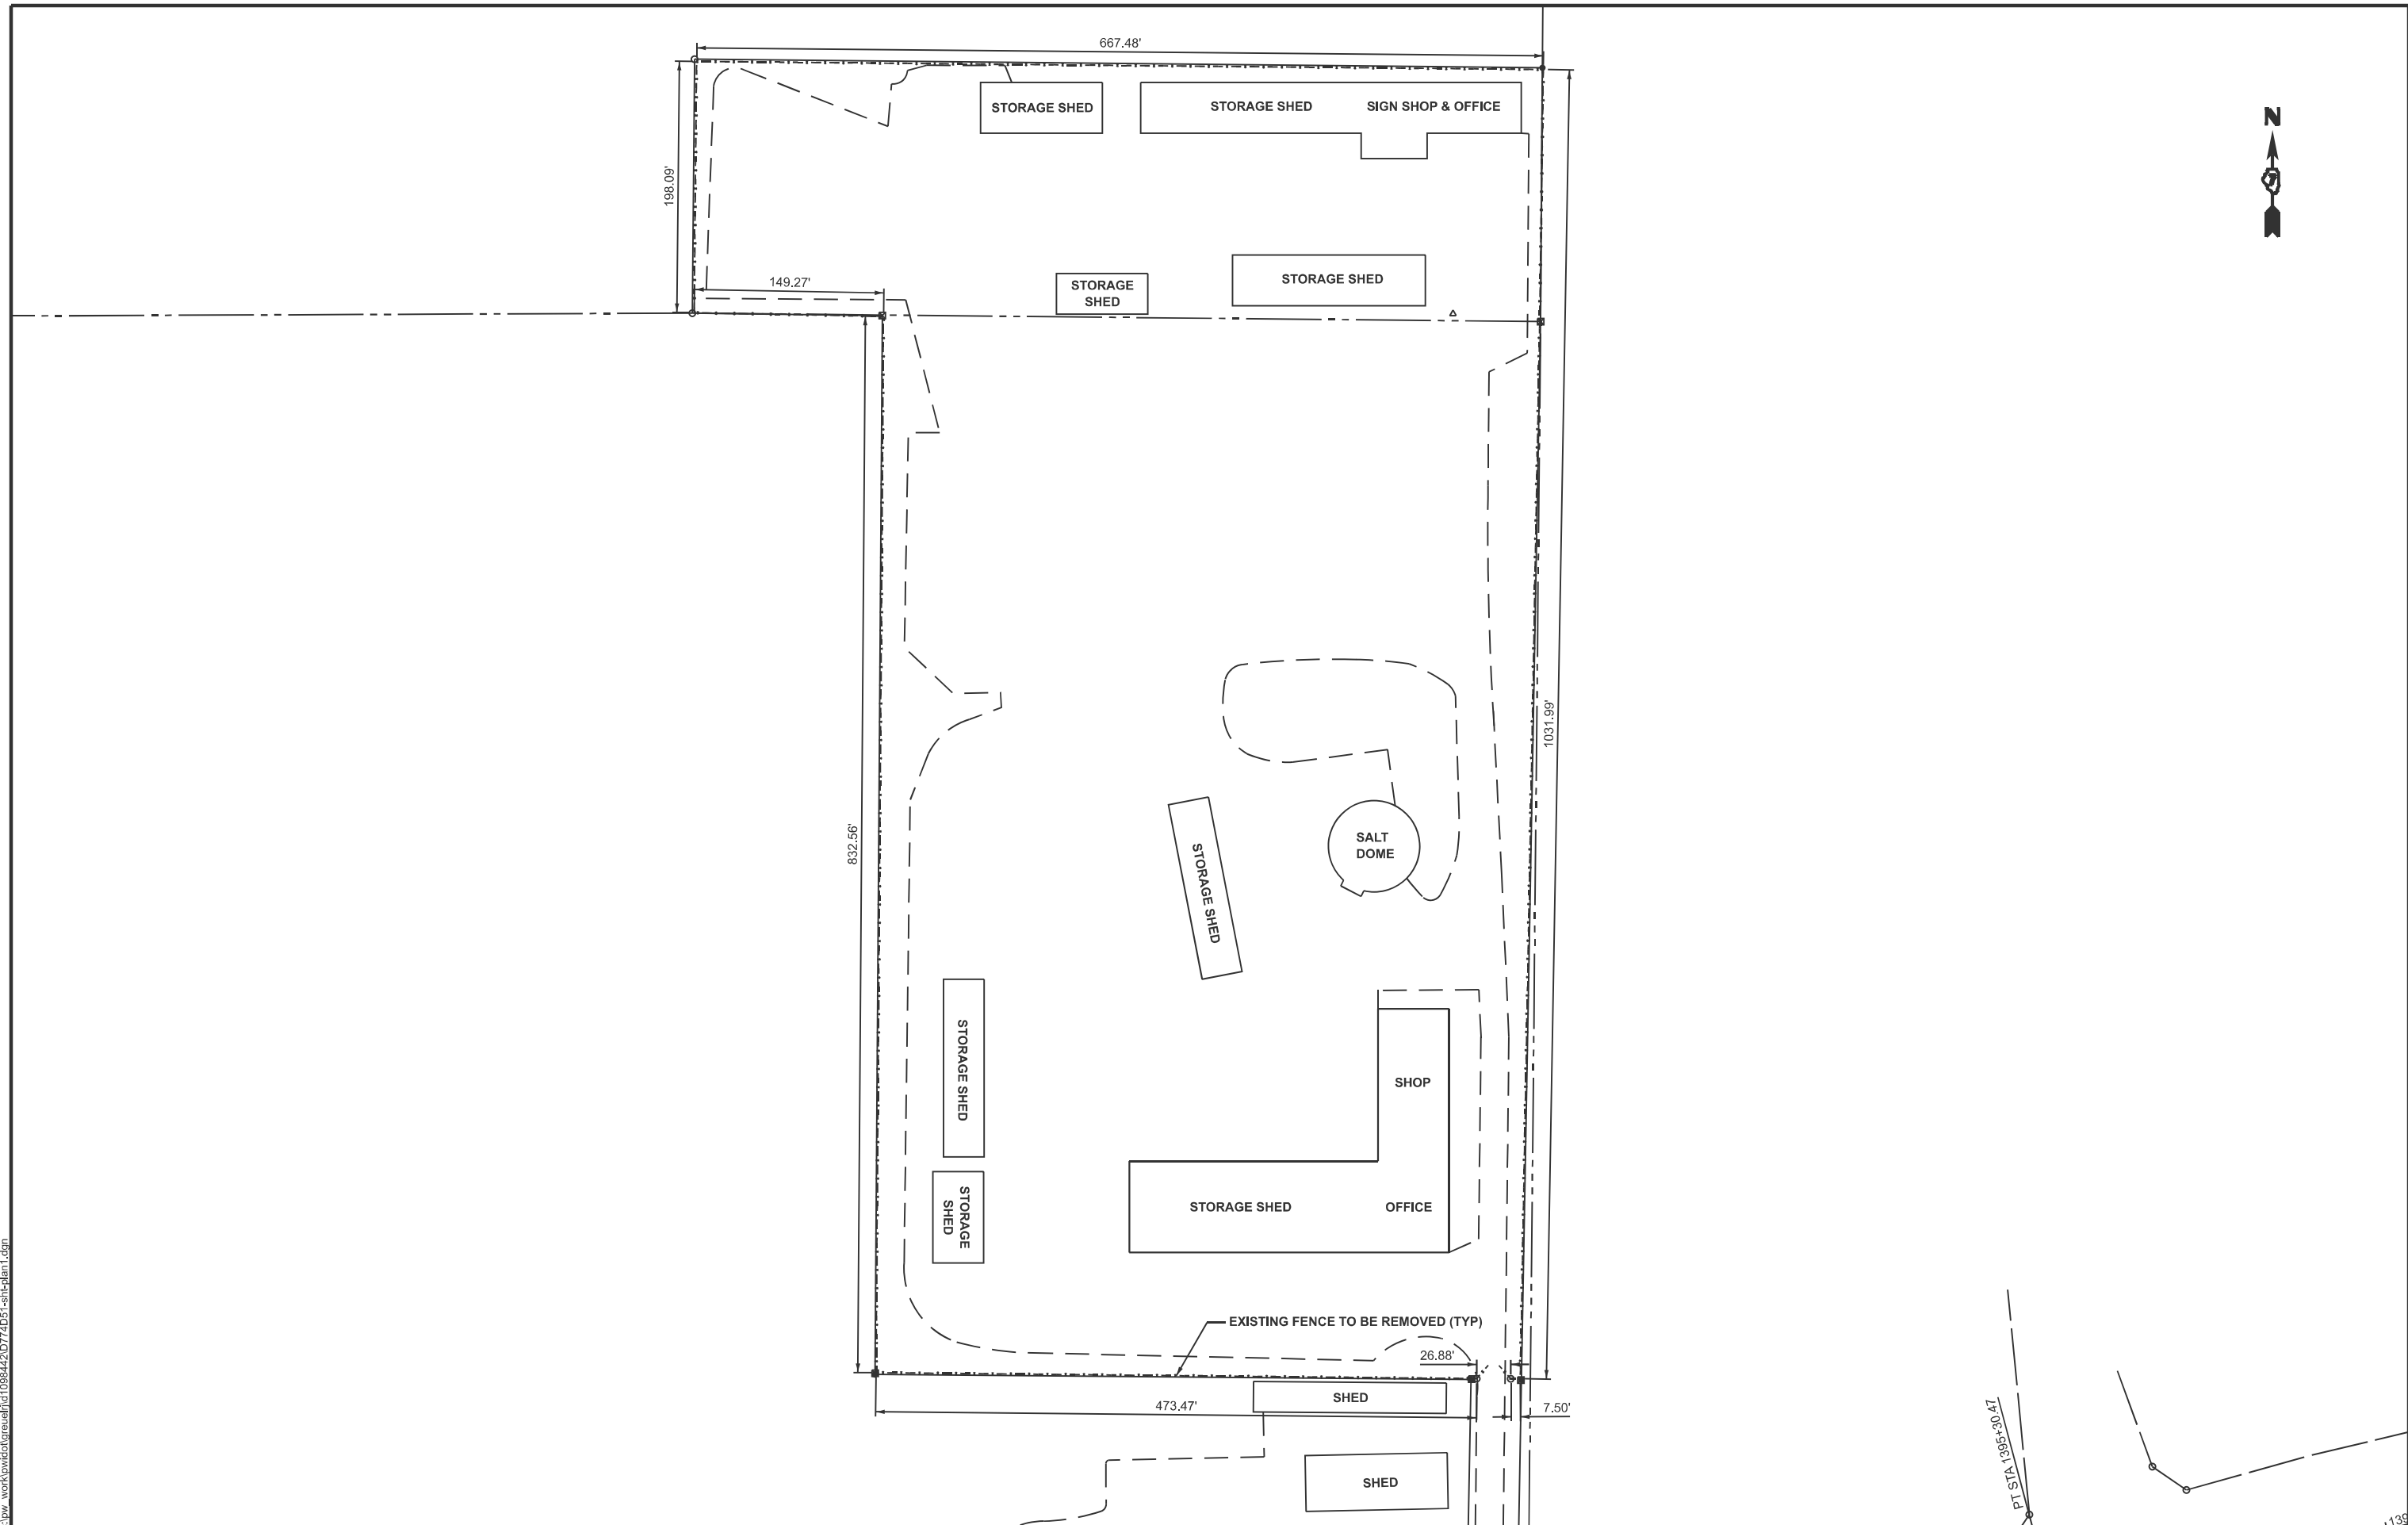 667.48'
N
STORAGE SHED
STORAGE SHED
SIGN SHOP & OFFICE
198.09'
149.27'
STORAGE
SHED
STORAGE SHED
1031.99'
832.56'
SALT
DOME
STORAGE SHED
STORAGE SHED
SHOP
STORAGE
SHED
STORAGE SHED
OFFICE
EXISTING FENCE TO BE REMOVED (TYP)
26.88'
SHED
473.47'
7.50'
SHED
PT STA 1395+30.47